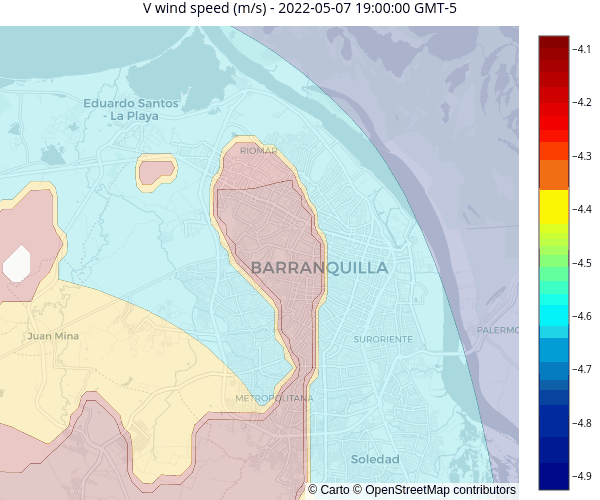 V wind speed (m/s) - 2022-05-07 19:00:00 GMT-5
Eduardo Santos
- La Playa
RIOMAR
BARRANQUILLA
Juan Mina
SURORIENTE
PALERMO
METROPOLITANA
Soledad
© Carto © OpenStreetMap contributors
−4.1
−4.2
−4.3
−4.4
−4.5
−4.6
−4.7
−4.8
−4.9